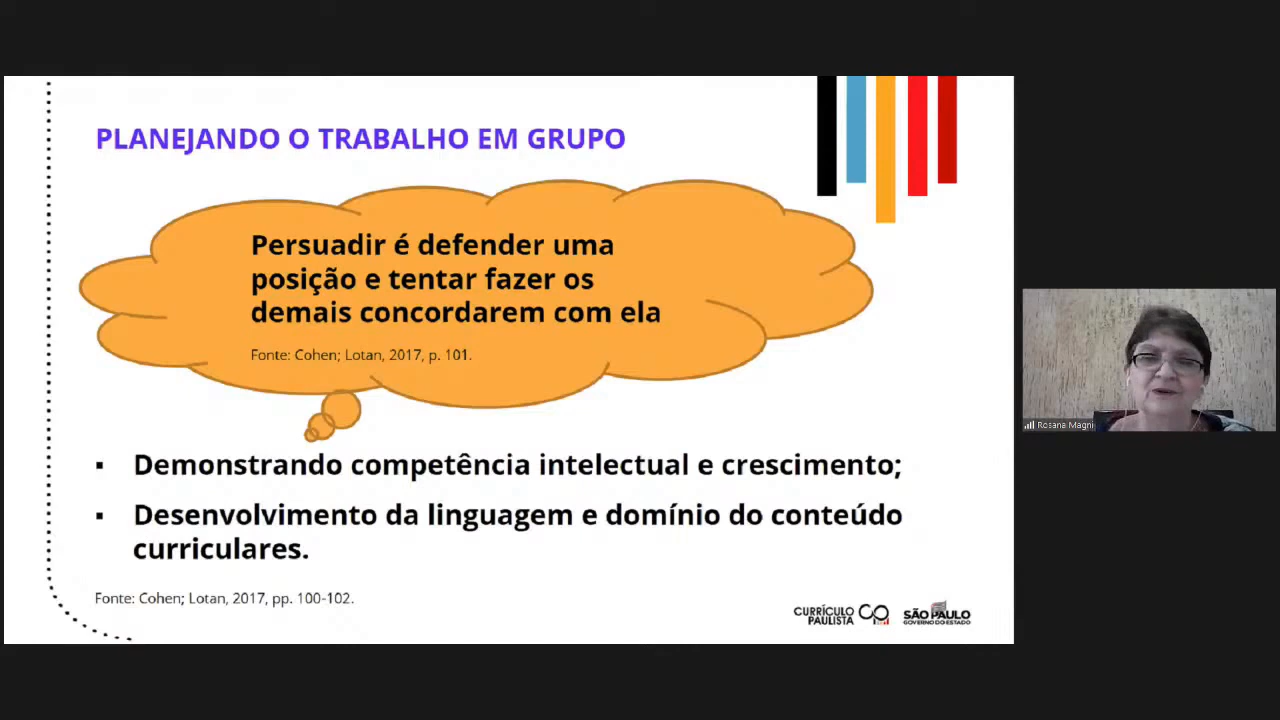 PLANEJANDO O TRABALHO EM GRUPO
Persuadir é defender uma
posição e tentar fazer os
demais concordarem com ela
Fonte: Cohen; Lotan, 2017, p. 101.
▪ Demonstrando competência intelectual e crescimento;
▪ Desenvolvimento da linguagem e domínio do conteúdo
curriculares.
Fonte: Cohen; Lotan, 2017, pp. 100-102.
CURRÍCULO
PAULISTA
SÃO PAULO
GOVERNO DO ESTADO
Rosana Magni